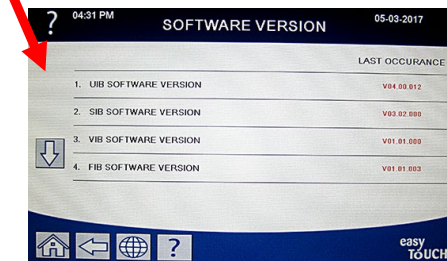 ?
04:31 PM
SOFTWARE VERSION
05-03-2017
LAST OCCURANCE
1. UIB SOFTWARE VERSION V04.00.012
2. SIB SOFTWARE VERSION V03.02.000
3. VIB SOFTWARE VERSION V01.01.000
4. FIB SOFTWARE VERSION V01.01.003
?
easy
TOUCH